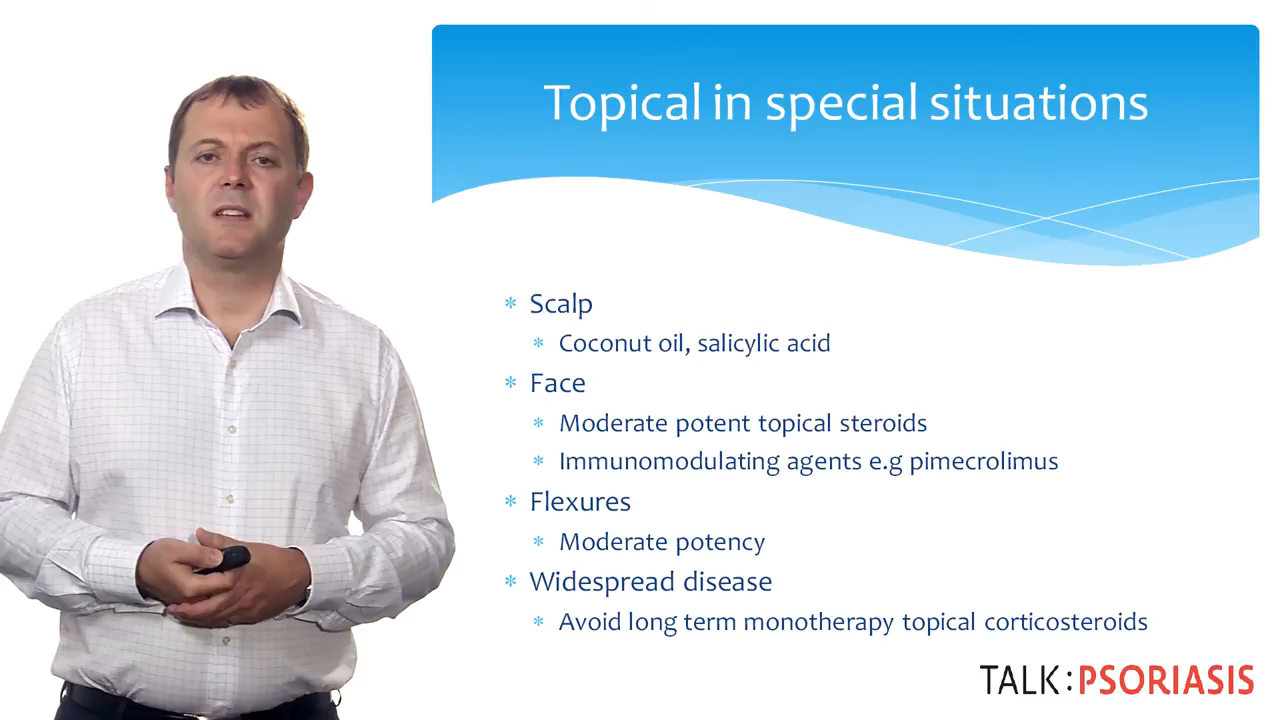 Topical in special situations
* Scalp
* Coconut oil, salicylic acid
* Face
* Moderate potent topical steroids
* Immunomodulating agents e.g pimecrolimus
* Flexures
* Moderate potency
* Widespread disease
* Avoid long term monotherapy topical corticosteroids
TALK:PSORIASIS